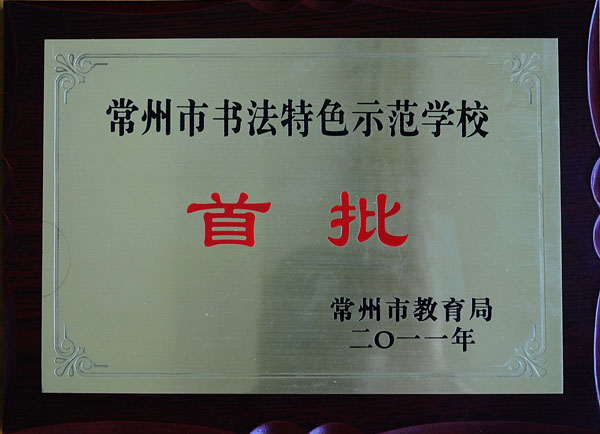 常州市书法特色示范学校
首批
常州市教育局
二〇一一年